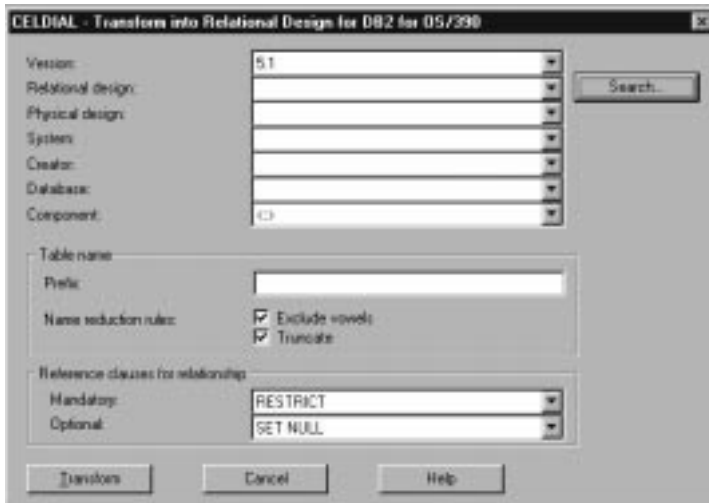 CELDIAL - Transform into Relational Design for DB2 for OS/390
Version: 5.1
Relational design: Search...
Physical design:
System:
Creator:
Database:
Component: <>
Table name
Prefix:
Name reduction rules: Exclude vowels
Truncate
Reference clauses for relationship
Mandatory: RESTRICT
Optional: SET NULL
Transform Cancel Help